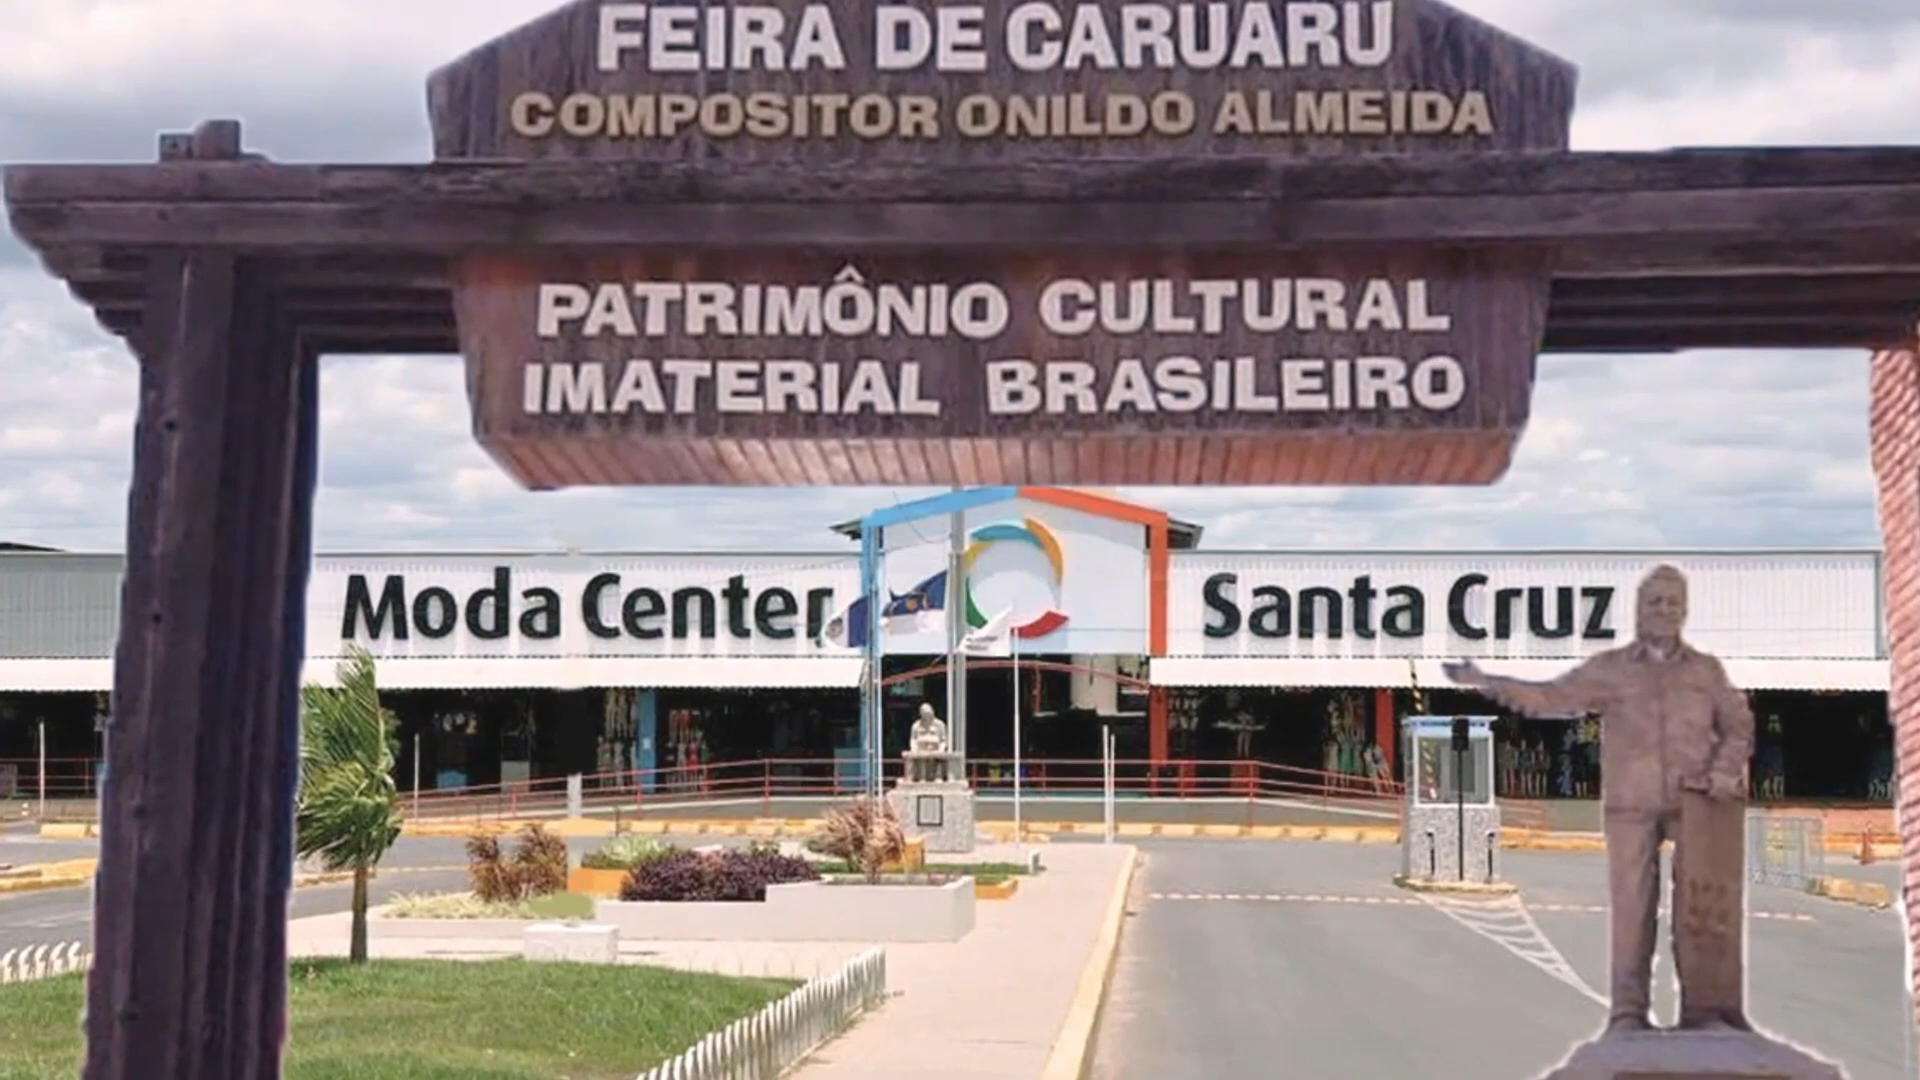 FEIRA DE CARUARU
COMPOSITOR ONILDO ALMEIDA
PATRIMÔNIO CULTURAL
IMATERIAL BRASILEIRO
Moda Center
Santa Cruz